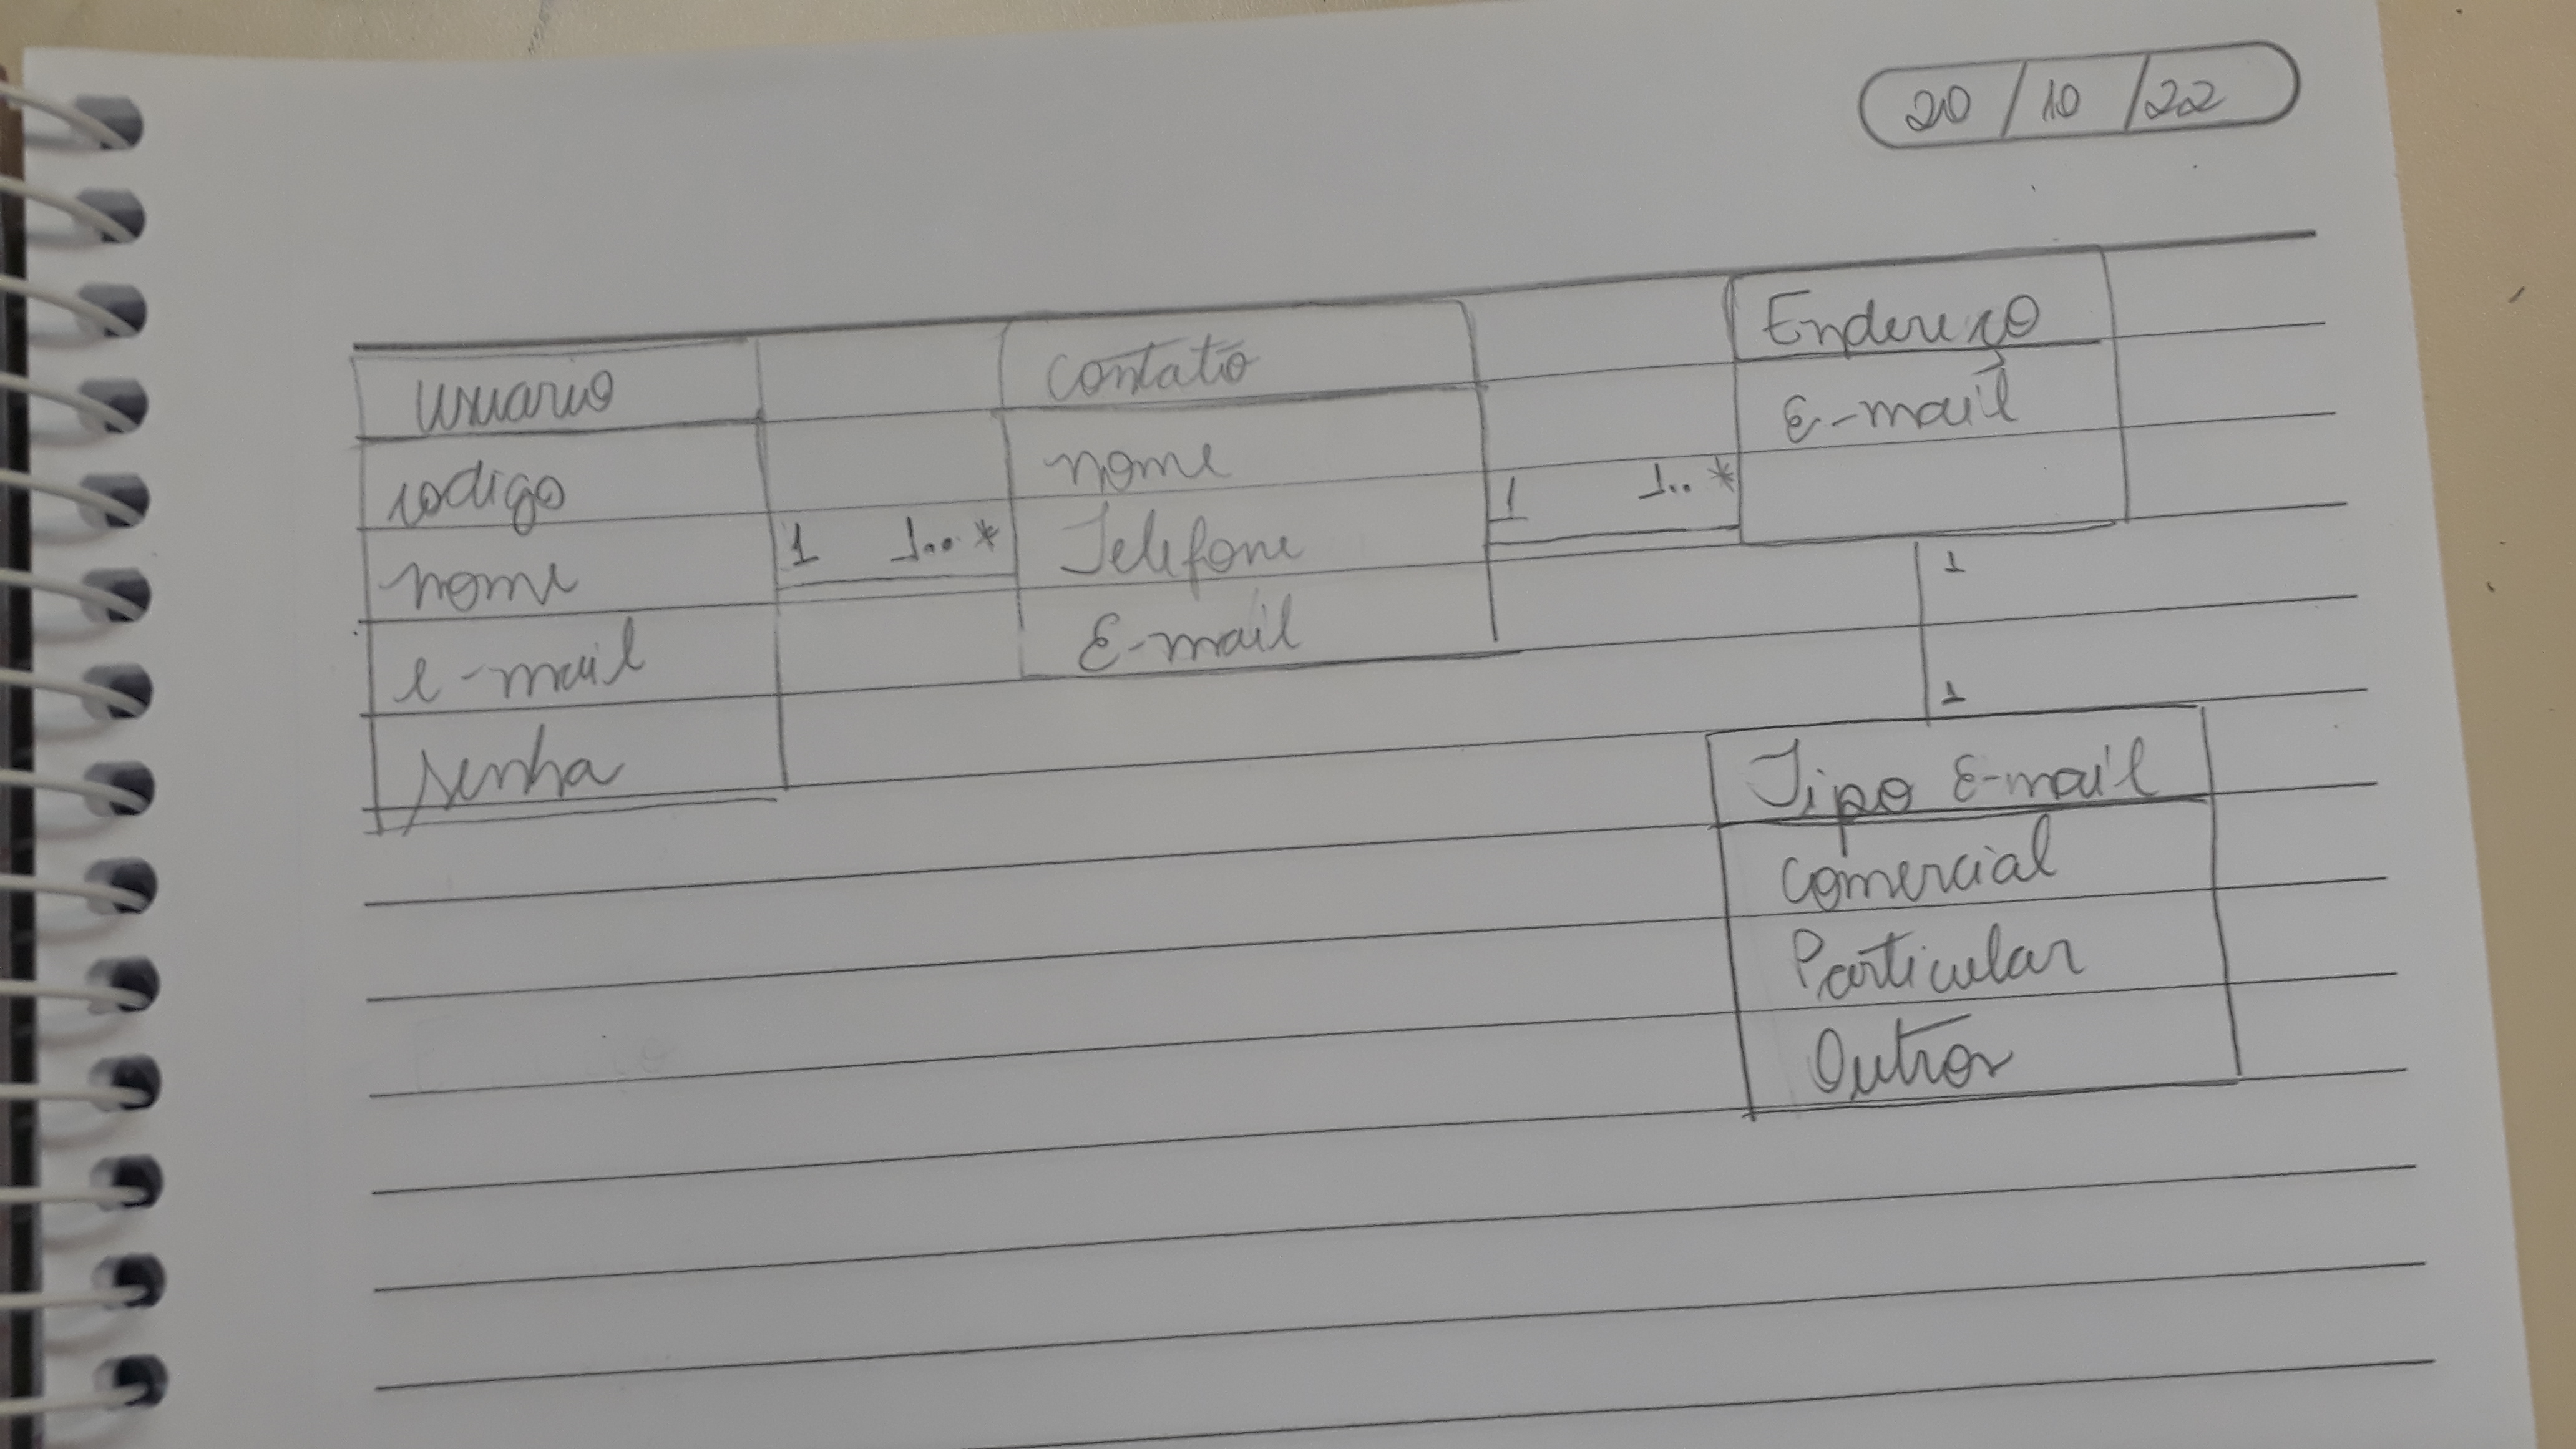 20 / 10 / 22
usuario
codigo
nome
e-mail
senha
1 1..*
contato
nome
Telefone
E-mail
1 1..*
Endereço
E-mail
1
1
Tipo E-mail
Comercial
Particular
Outros